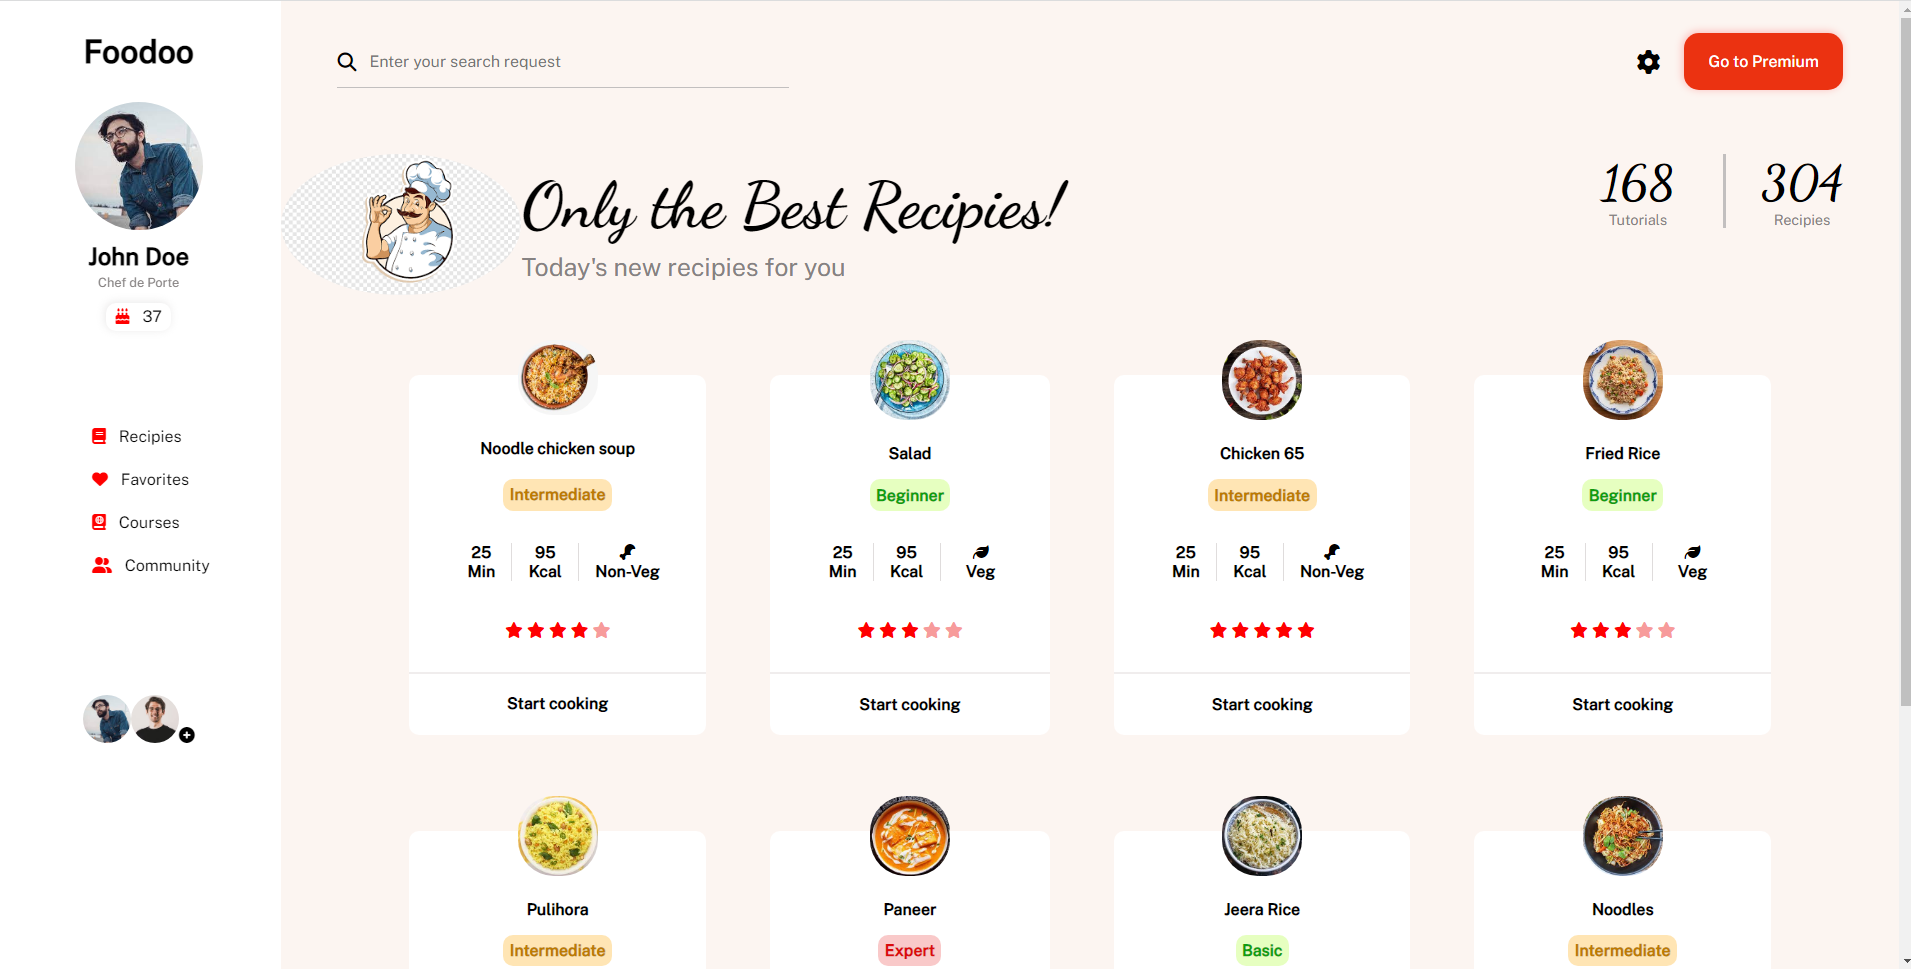 Foodoo
John Doe
Chef de Porte
37
Recipies
Favorites
Courses
Community
Enter your search request
Go to Premium
Only the Best Recipies!
Today's new recipies for you
168
Tutorials
304
Recipies
Noodle chicken soup
Intermediate
25 95
Min Kcal Non-Veg
Start cooking
Salad
Beginner
25 95
Min Kcal Veg
Start cooking
Chicken 65
Intermediate
25 95
Min Kcal Non-Veg
Start cooking
Fried Rice
Beginner
25 95
Min Kcal Veg
Start cooking
Pulihora
Intermediate
Paneer
Expert
Jeera Rice
Basic
Noodles
Intermediate